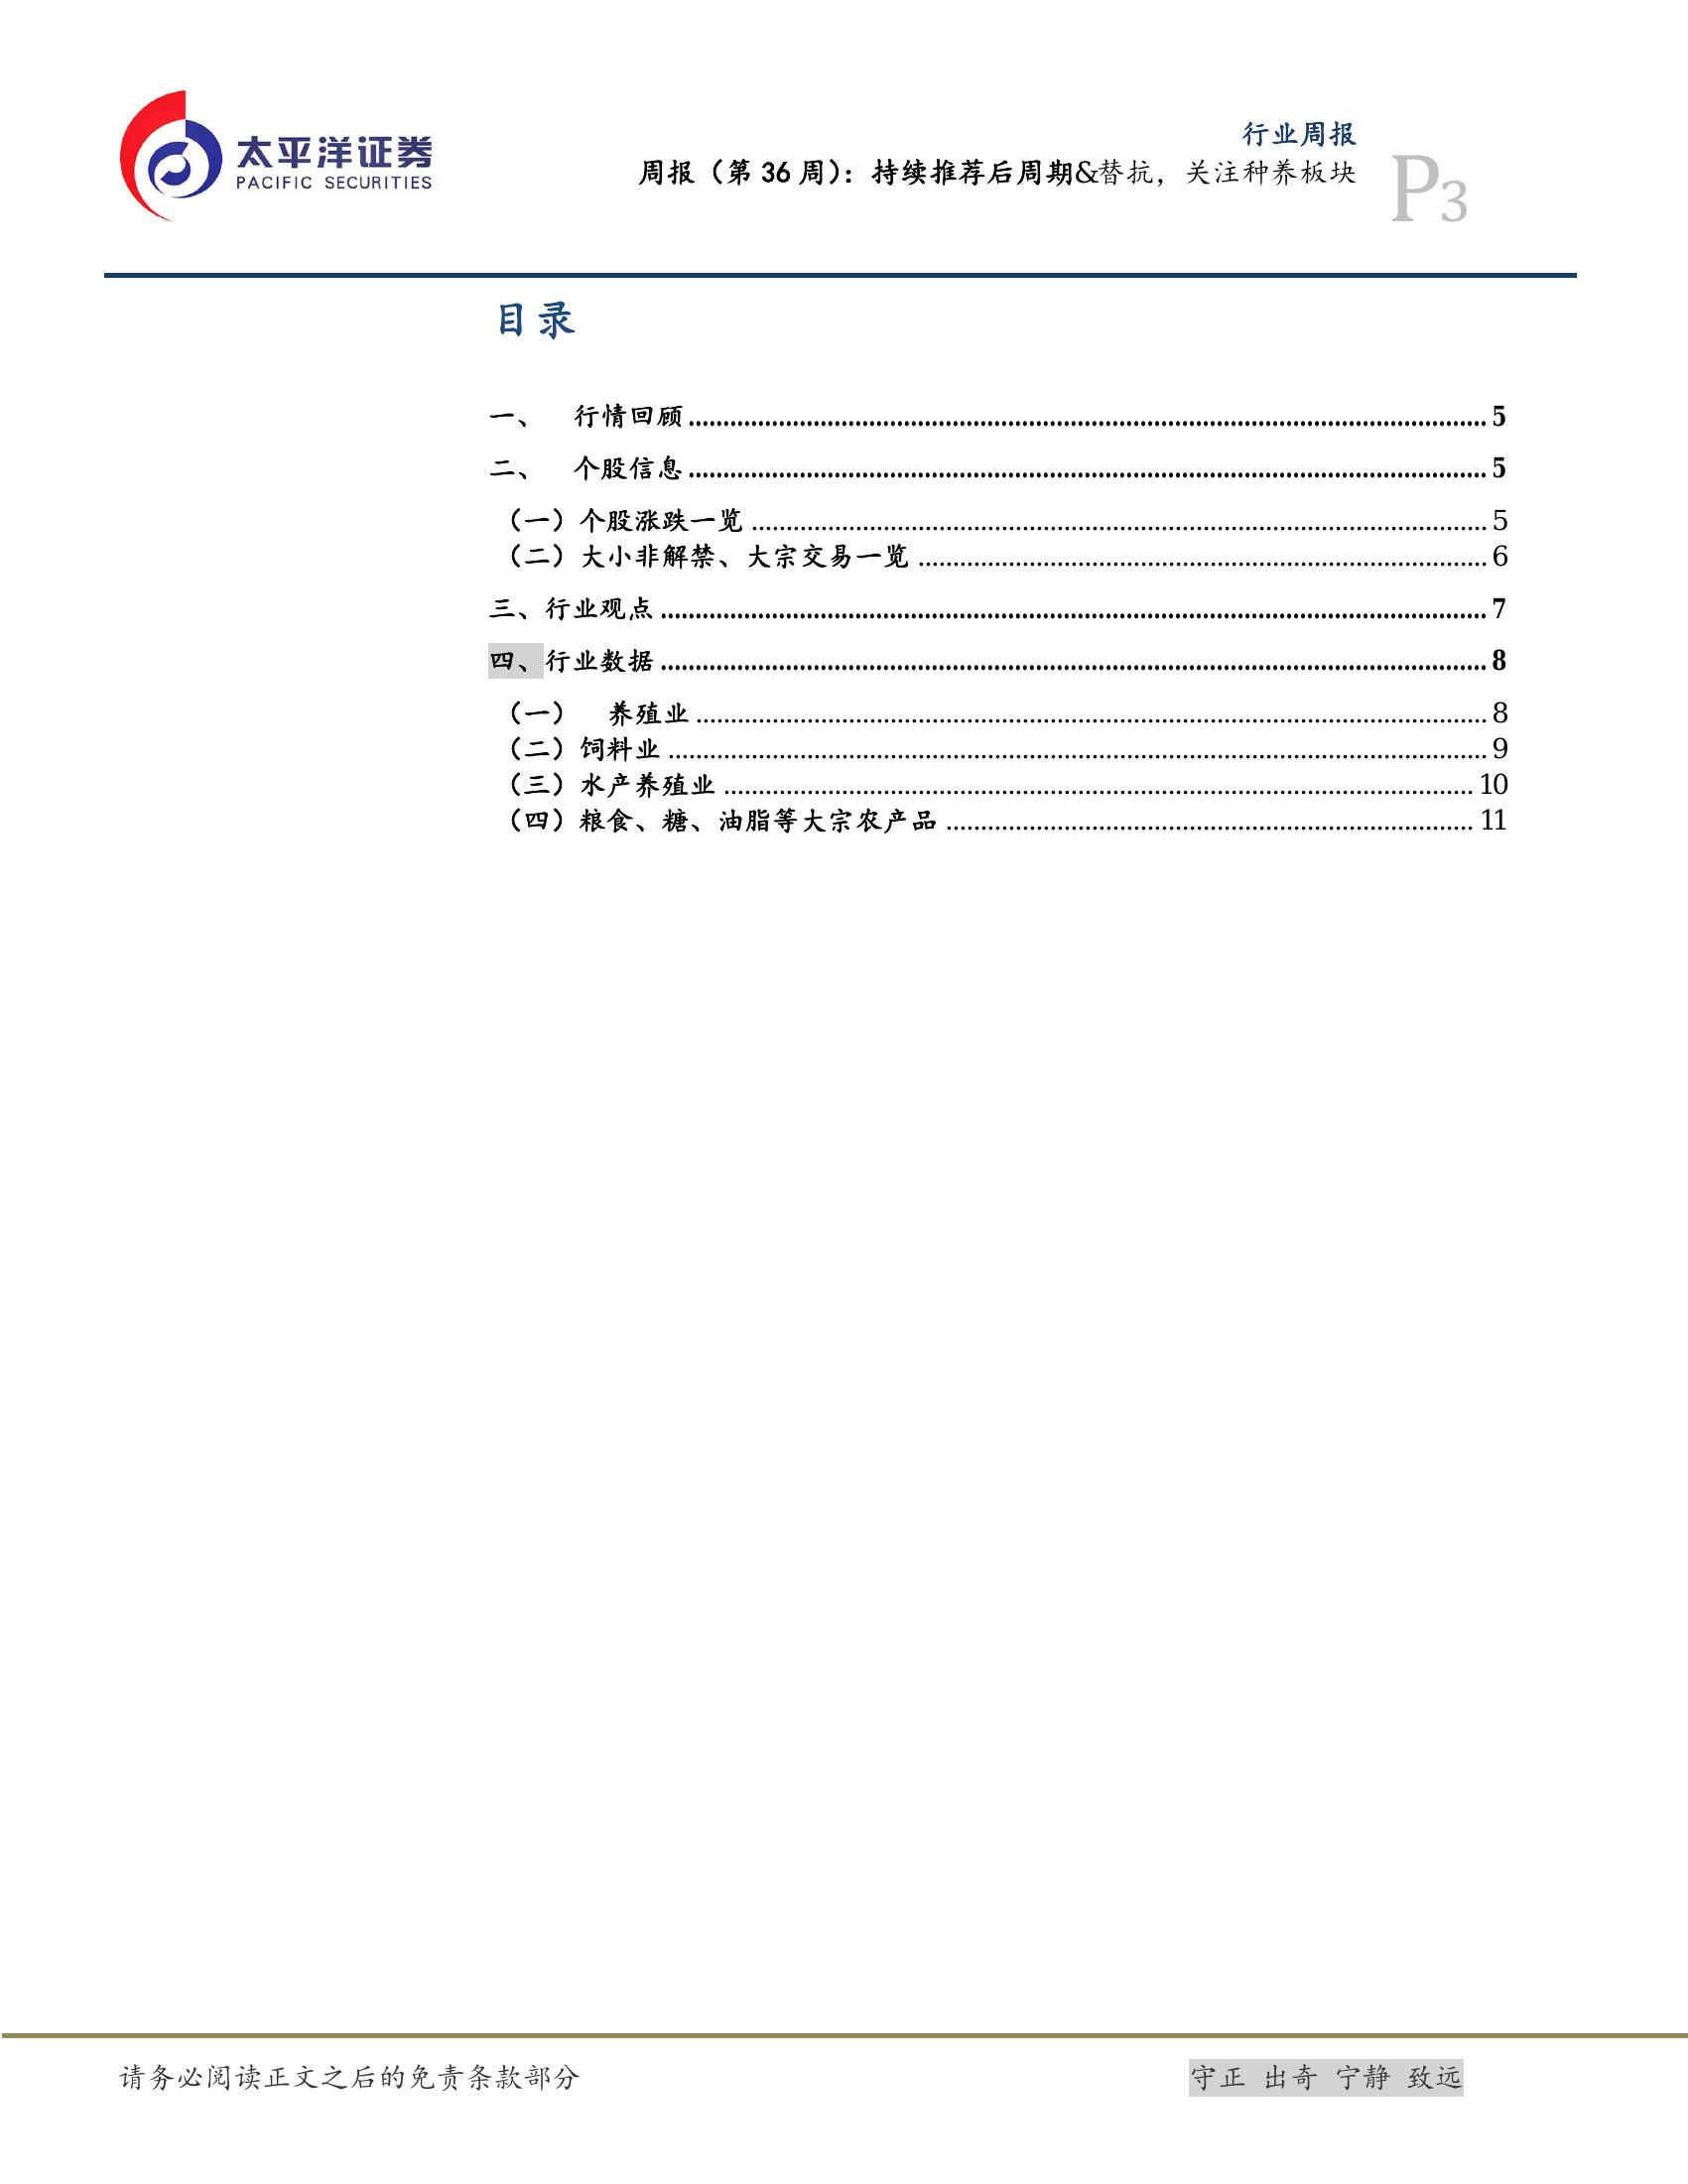 太平洋证券
PACIFIC SECURITIES
行业周报
周报（第 36 周）：持续推荐后周期&替抗，关注种养板块
P3
目录
一、 行情回顾 5
二、 个股信息 5
（一）个股涨跌一览 5
（二）大小非解禁、大宗交易一览 6
三、行业观点 7
四、行业数据 8
（一） 养殖业 8
（二）饲料业 9
（三）水产养殖业 10
（四）粮食、糖、油脂等大宗农产品 11
请务必阅读正文之后的免责条款部分
守正 出奇 宁静 致远